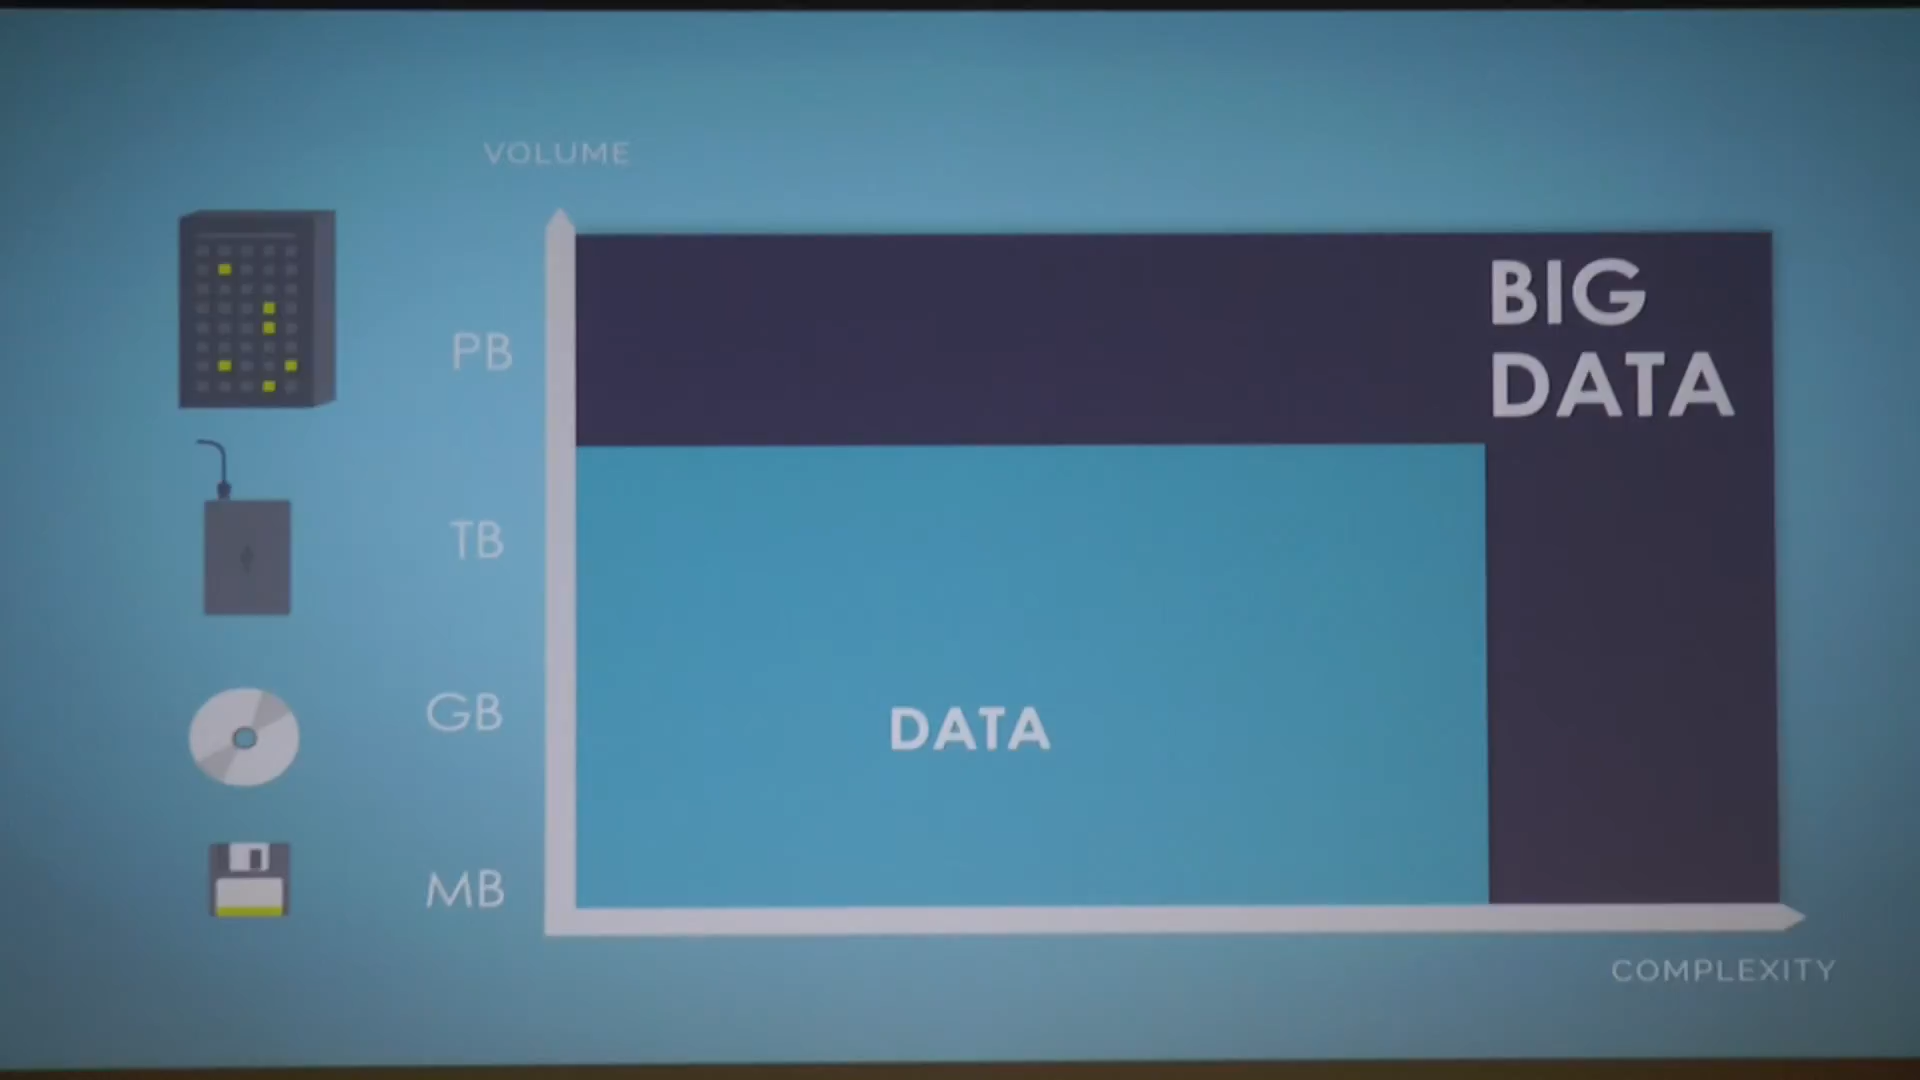 VOLUME
BIG
DATA
PB
TB
GB
DATA
MB
COMPLEXITY